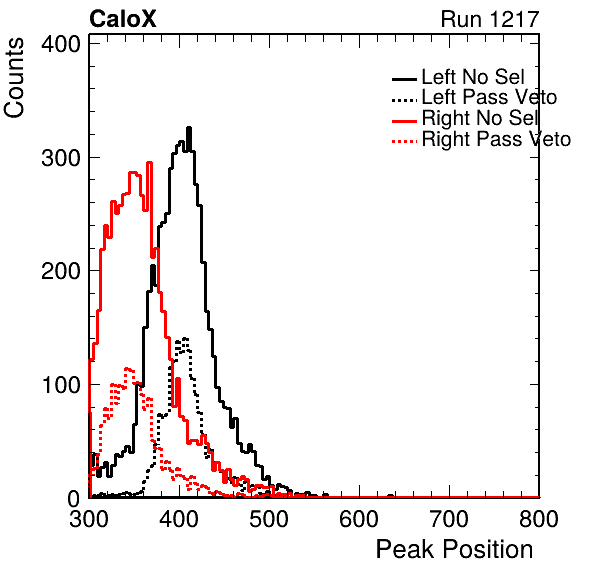 CaloX Run 1217
Counts
400
300
200
100
0
Left No Sel
Left Pass Veto
Right No Sel
Right Pass Veto
300 400 500 600 700 800
Peak Position